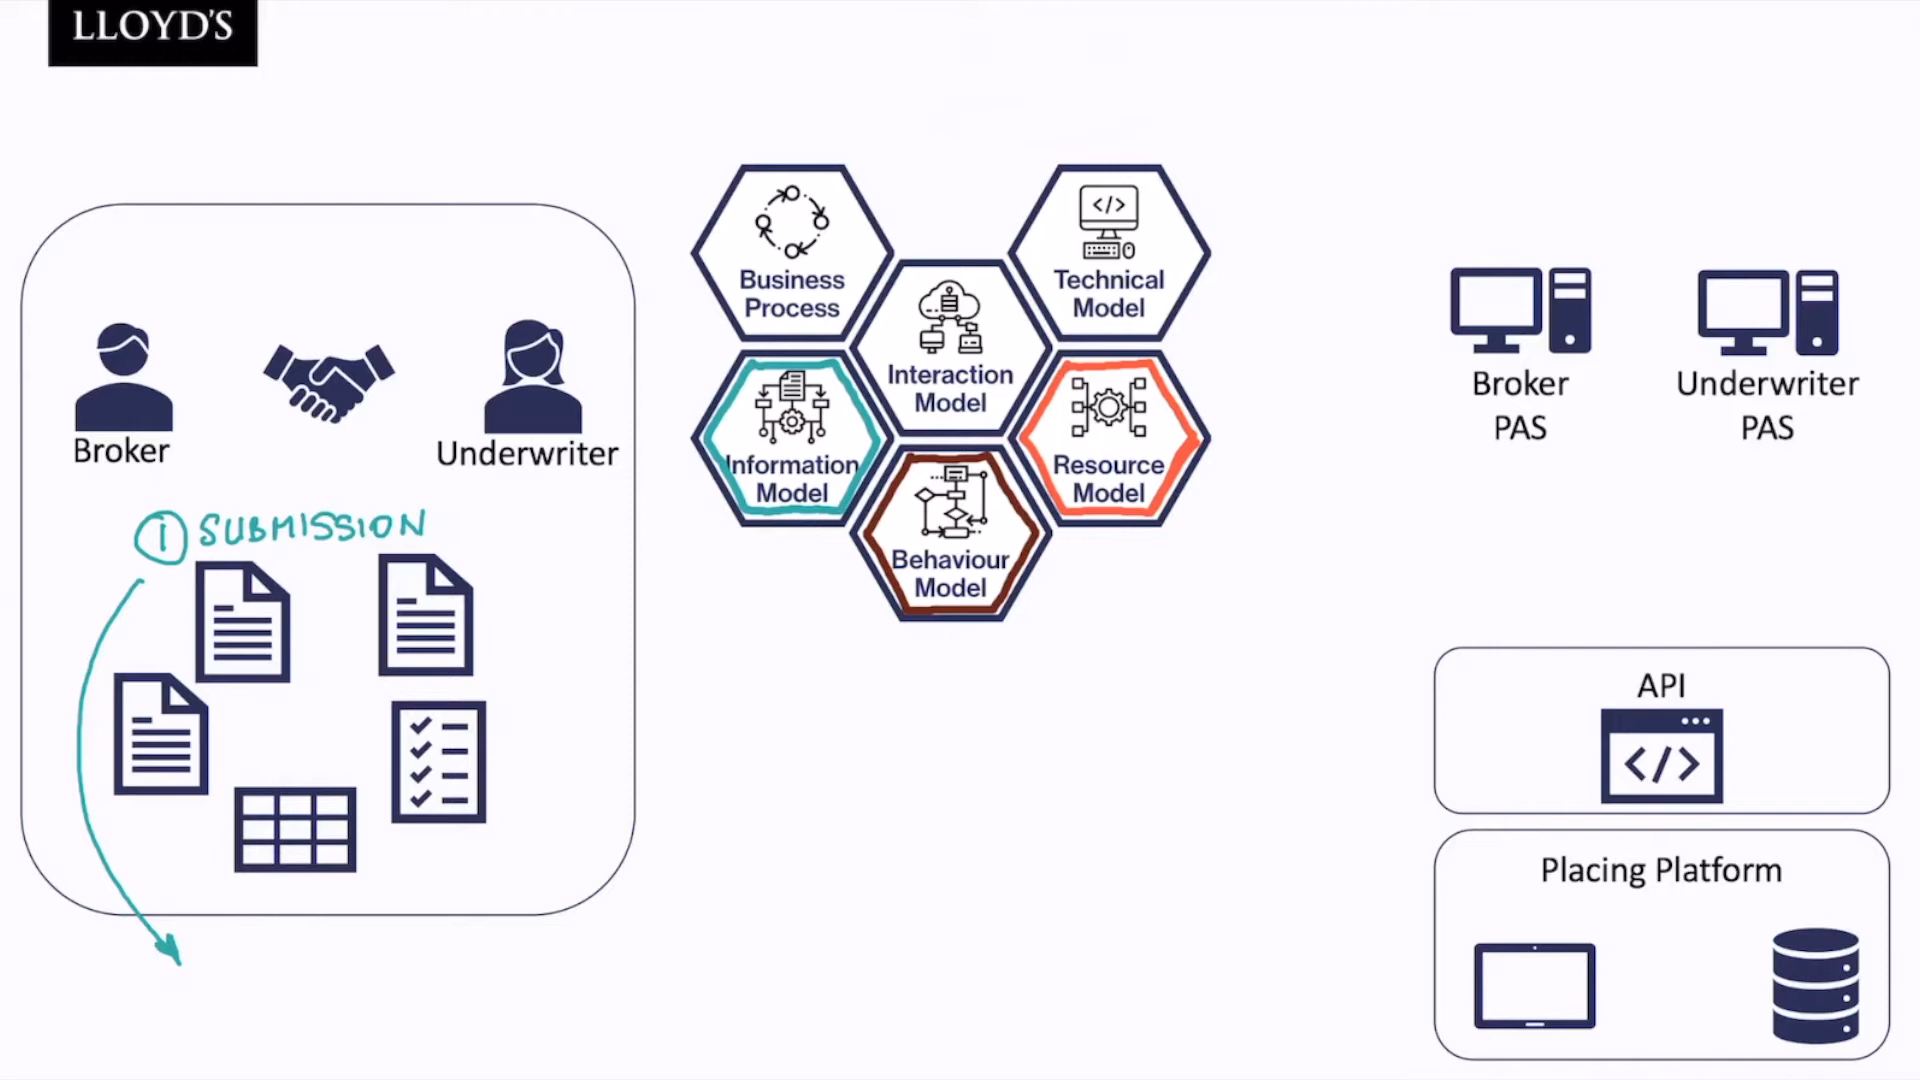 LLOYD'S
Broker
Underwriter
① SUBMISSION
Business
Process
Technical
Model
</>
Interaction
Model
Information
Model
Resource
Model
Behaviour
Model
Broker
PAS
Underwriter
PAS
API
</>
Placing Platform